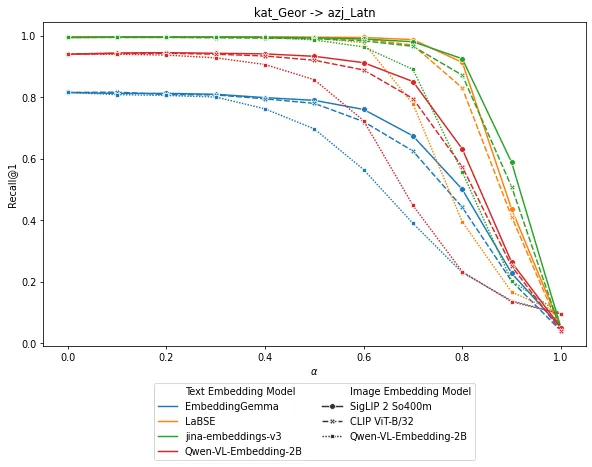 kat_Geor -> azj_Latn
Recall@1
1.0
0.8
0.6
0.4
0.2
0.0
0.0 0.2 0.4 0.6 0.8 1.0
α
Text Embedding Model Image Embedding Model
EmbeddingGemma SigLIP 2 So400m
LaBSE CLIP ViT-B/32
jina-embeddings-v3 Qwen-VL-Embedding-2B
Qwen-VL-Embedding-2B